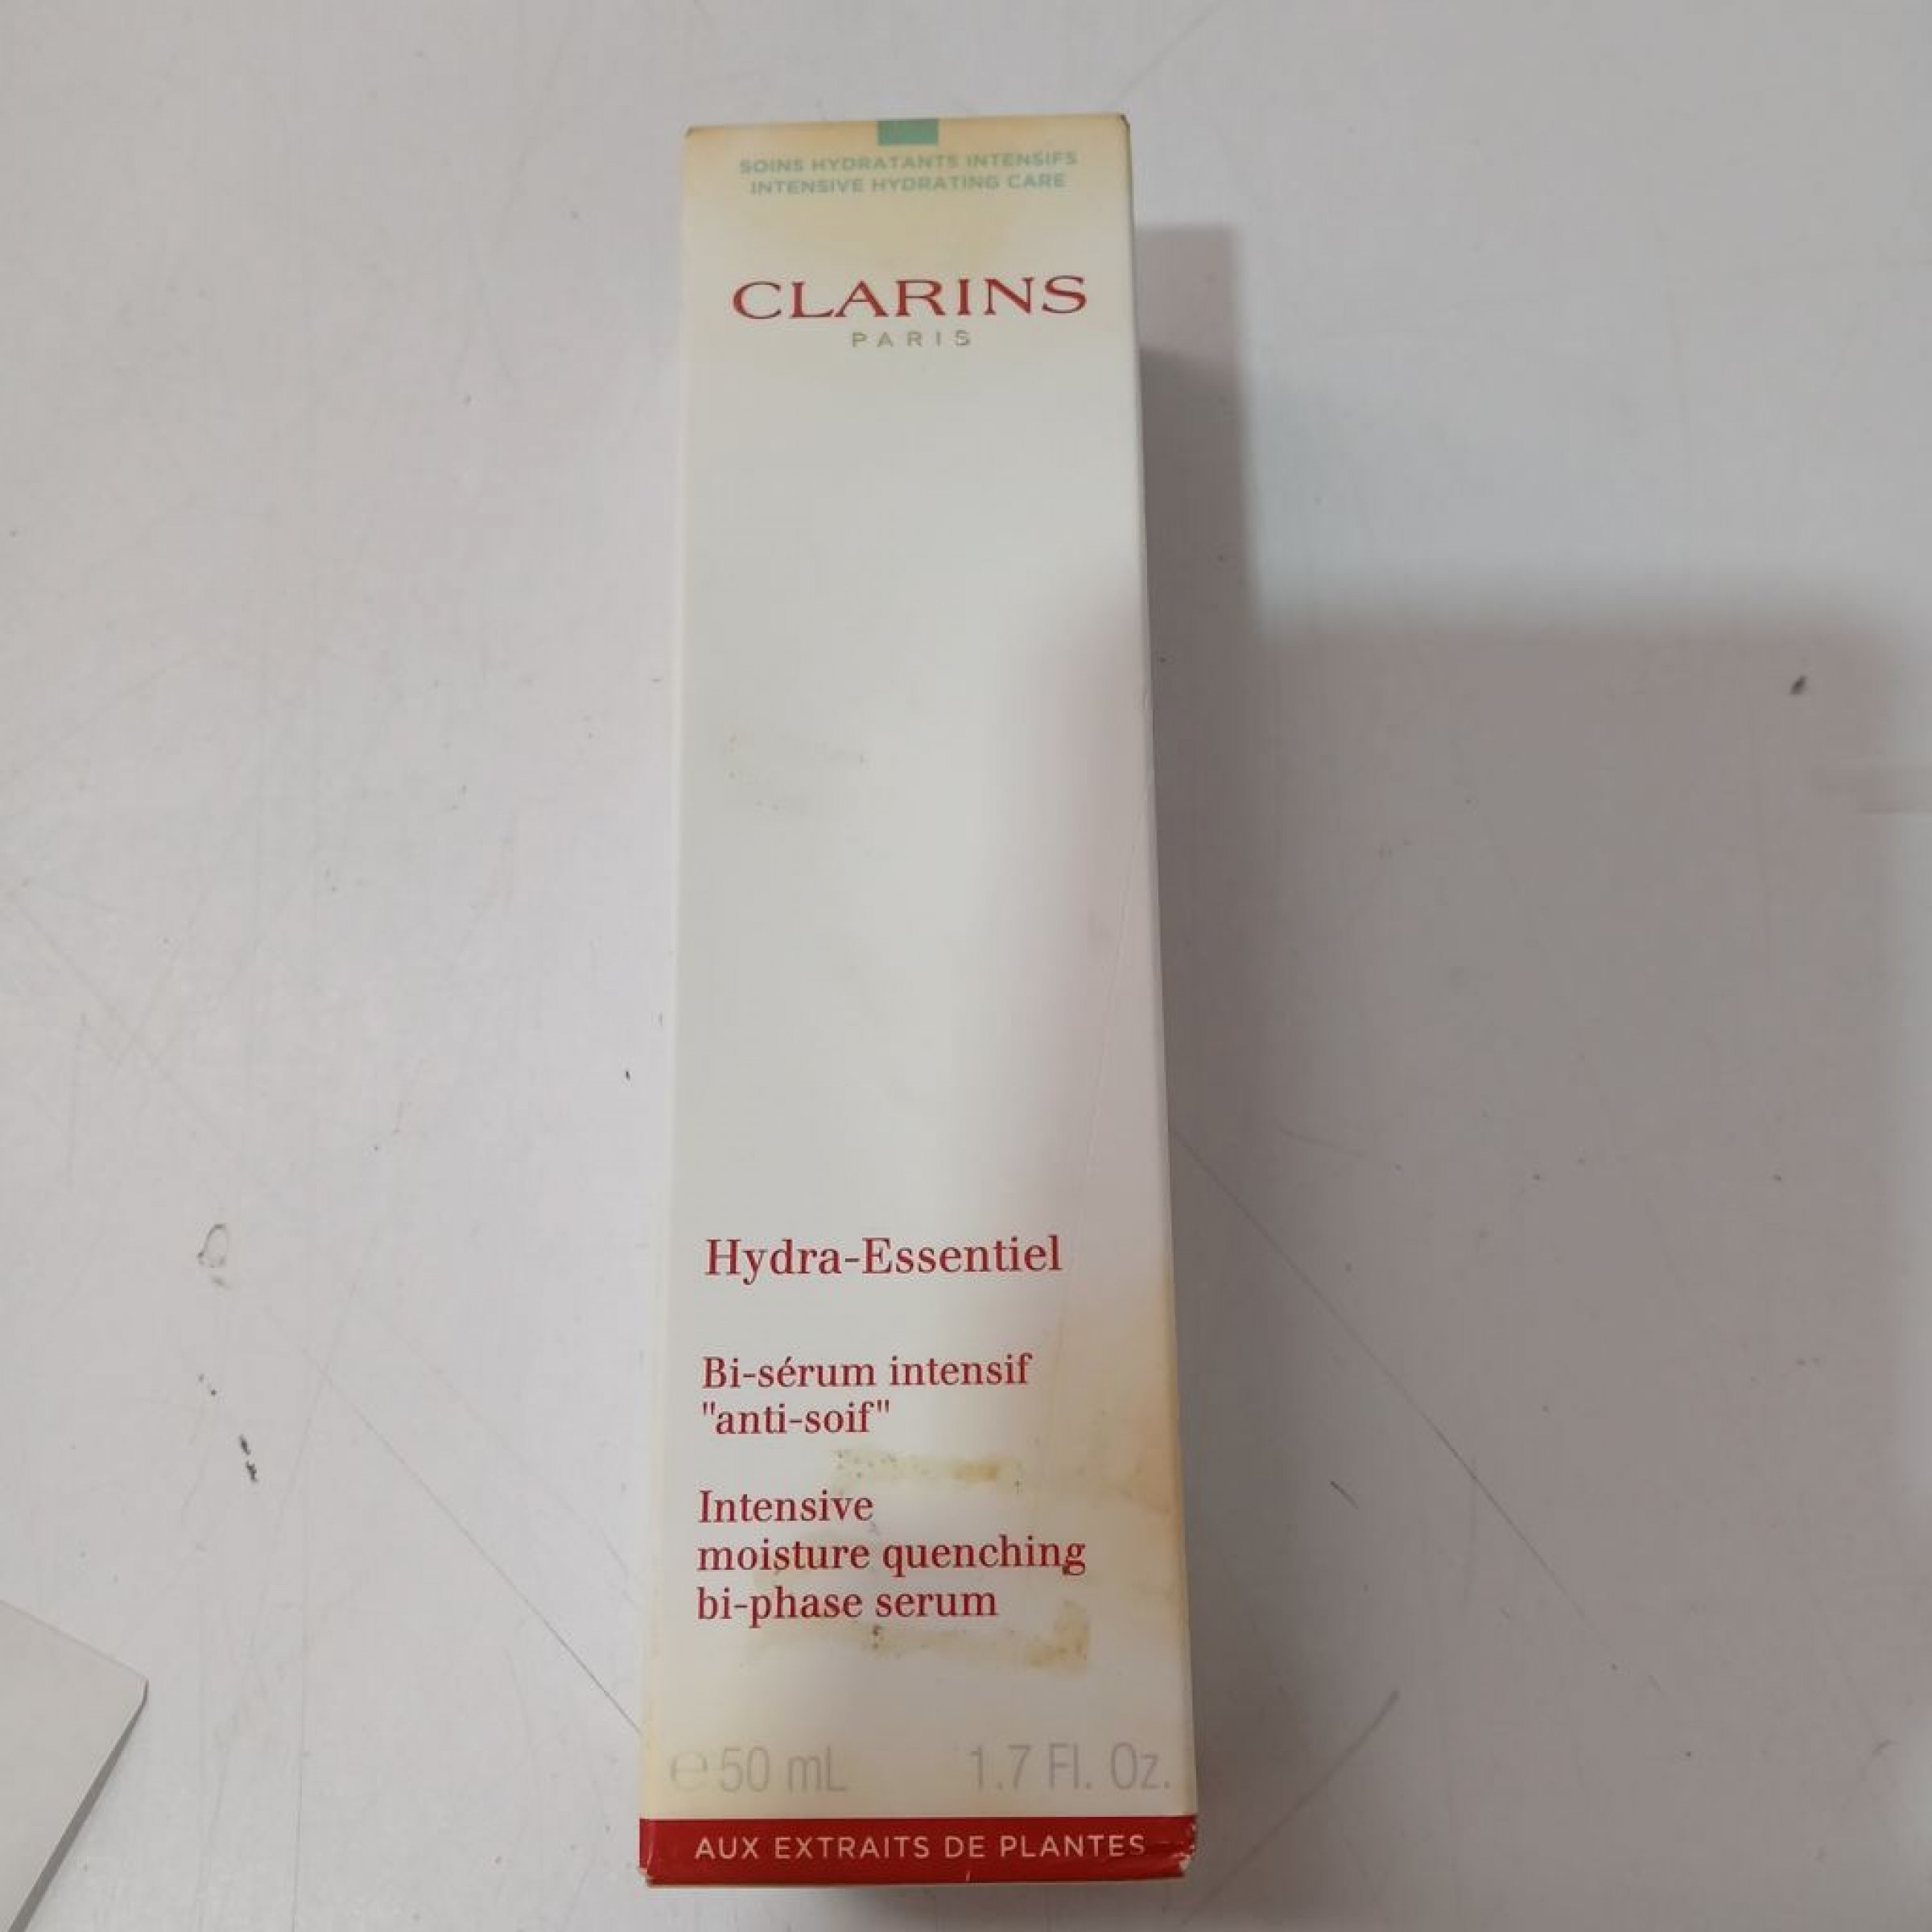 SOINS HYDRATANTS INTENSIFS
INTENSIVE HYDRATING CARE
CLARINS
PARIS
Hydra-Essentiel
Bi-sérum intensif
"anti-soif"
Intensive
moisture quenching
bi-phase serum
℮ 50 mL 1.7 Fl. Oz.
AUX EXTRAITS DE PLANTES